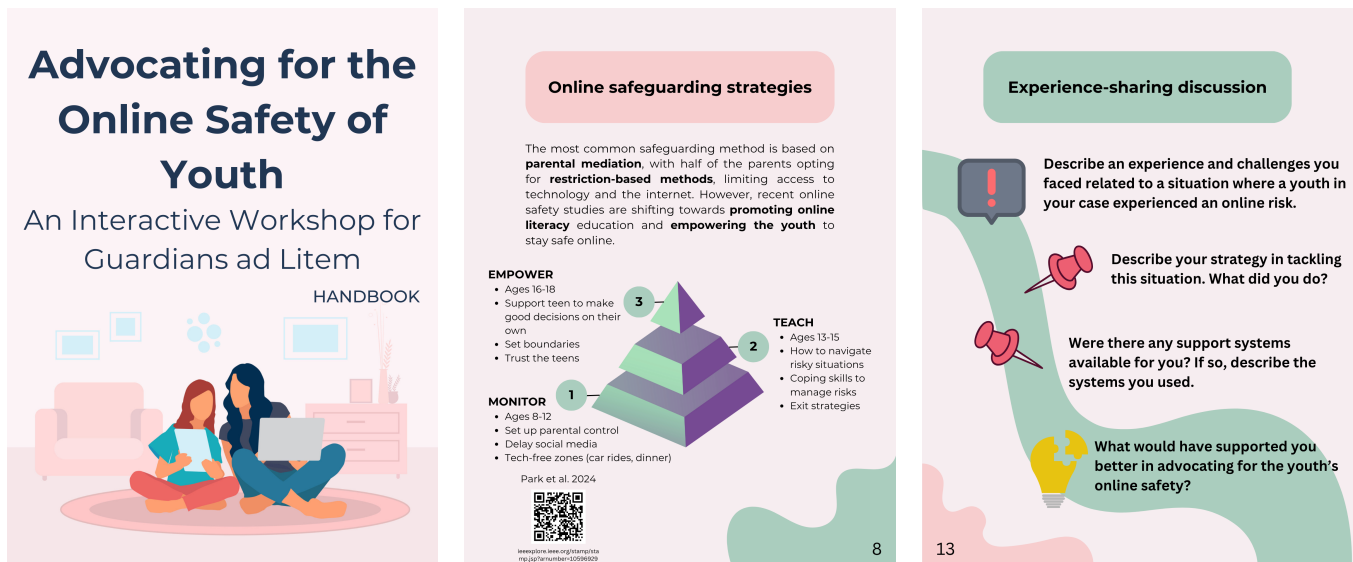 Advocating for the
Online Safety of
Youth
An Interactive Workshop for
Guardians ad Litem
HANDBOOK
Online safeguarding strategies
The most common safeguarding method is based on
parental mediation, with half of the parents opting
for restriction-based methods, limiting access to
technology and the internet. However, recent online
safety studies are shifting towards promoting online
literacy education and empowering the youth to
stay safe online.
EMPOWER
• Ages 16-18
• Support teen to make
good decisions on their
own
• Set boundaries
• Trust the teens
3
TEACH
• Ages 13-15
• How to navigate
risky situations
• Coping skills to
manage risks
• Exit strategies
2
MONITOR
• Ages 8-12
• Set up parental control
• Delay social media
• Tech-free zones (car rides, dinner)
1
Park et al. 2024
ieeexplore.ieee.org/stamp/sta
mp.jsp?arnumber=10596929
8
Experience-sharing discussion
Describe an experience and challenges you
faced related to a situation where a youth in
your case experienced an online risk.
Describe your strategy in tackling
this situation. What did you do?
Were there any support systems
available for you? If so, describe the
systems you used.
What would have supported you
better in advocating for the youth's
online safety?
13